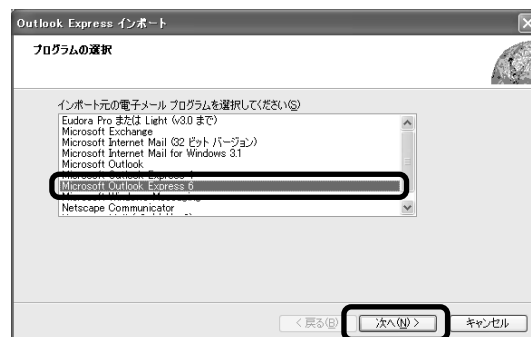 Outlook Express インポート
プログラムの選択
インポート元の電子メール プログラムを選択してください(S)
Eudora Pro または Light (v3.0 まで)
Microsoft Exchange
Microsoft Internet Mail (32 ビット バージョン)
Microsoft Internet Mail for Windows 3.1
Microsoft Outlook
Microsoft Outlook Express 6
Netscape Communicator
< 戻る(B)
次へ(N) >
キャンセル